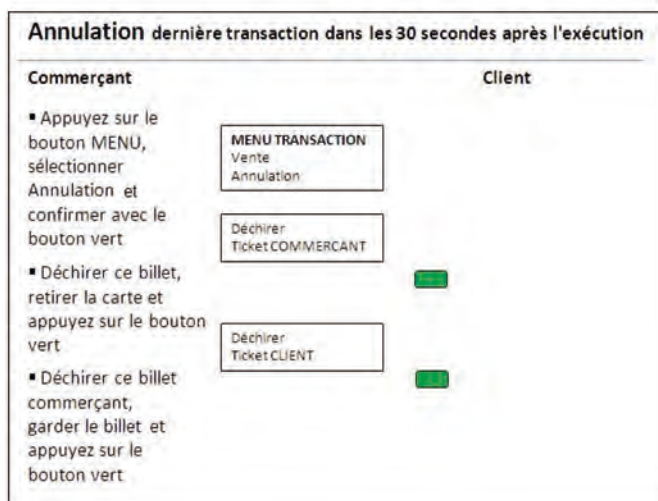 Annulation dernière transaction dans les 30 secondes après l'exécution
Commerçant
Client
▪ Appuyez sur le
bouton MENU,
sélectionner
Annulation et
confirmer avec le
bouton vert
MENU TRANSACTION
Vente
Annulation
Déchirer
Ticket COMMERCANT
▪ Déchirer ce billet,
retirer la carte et
appuyez sur le bouton
vert
Déchirer
Ticket CLIENT
▪ Déchirer ce billet
commerçant,
garder le billet et
appuyez sur le
bouton vert